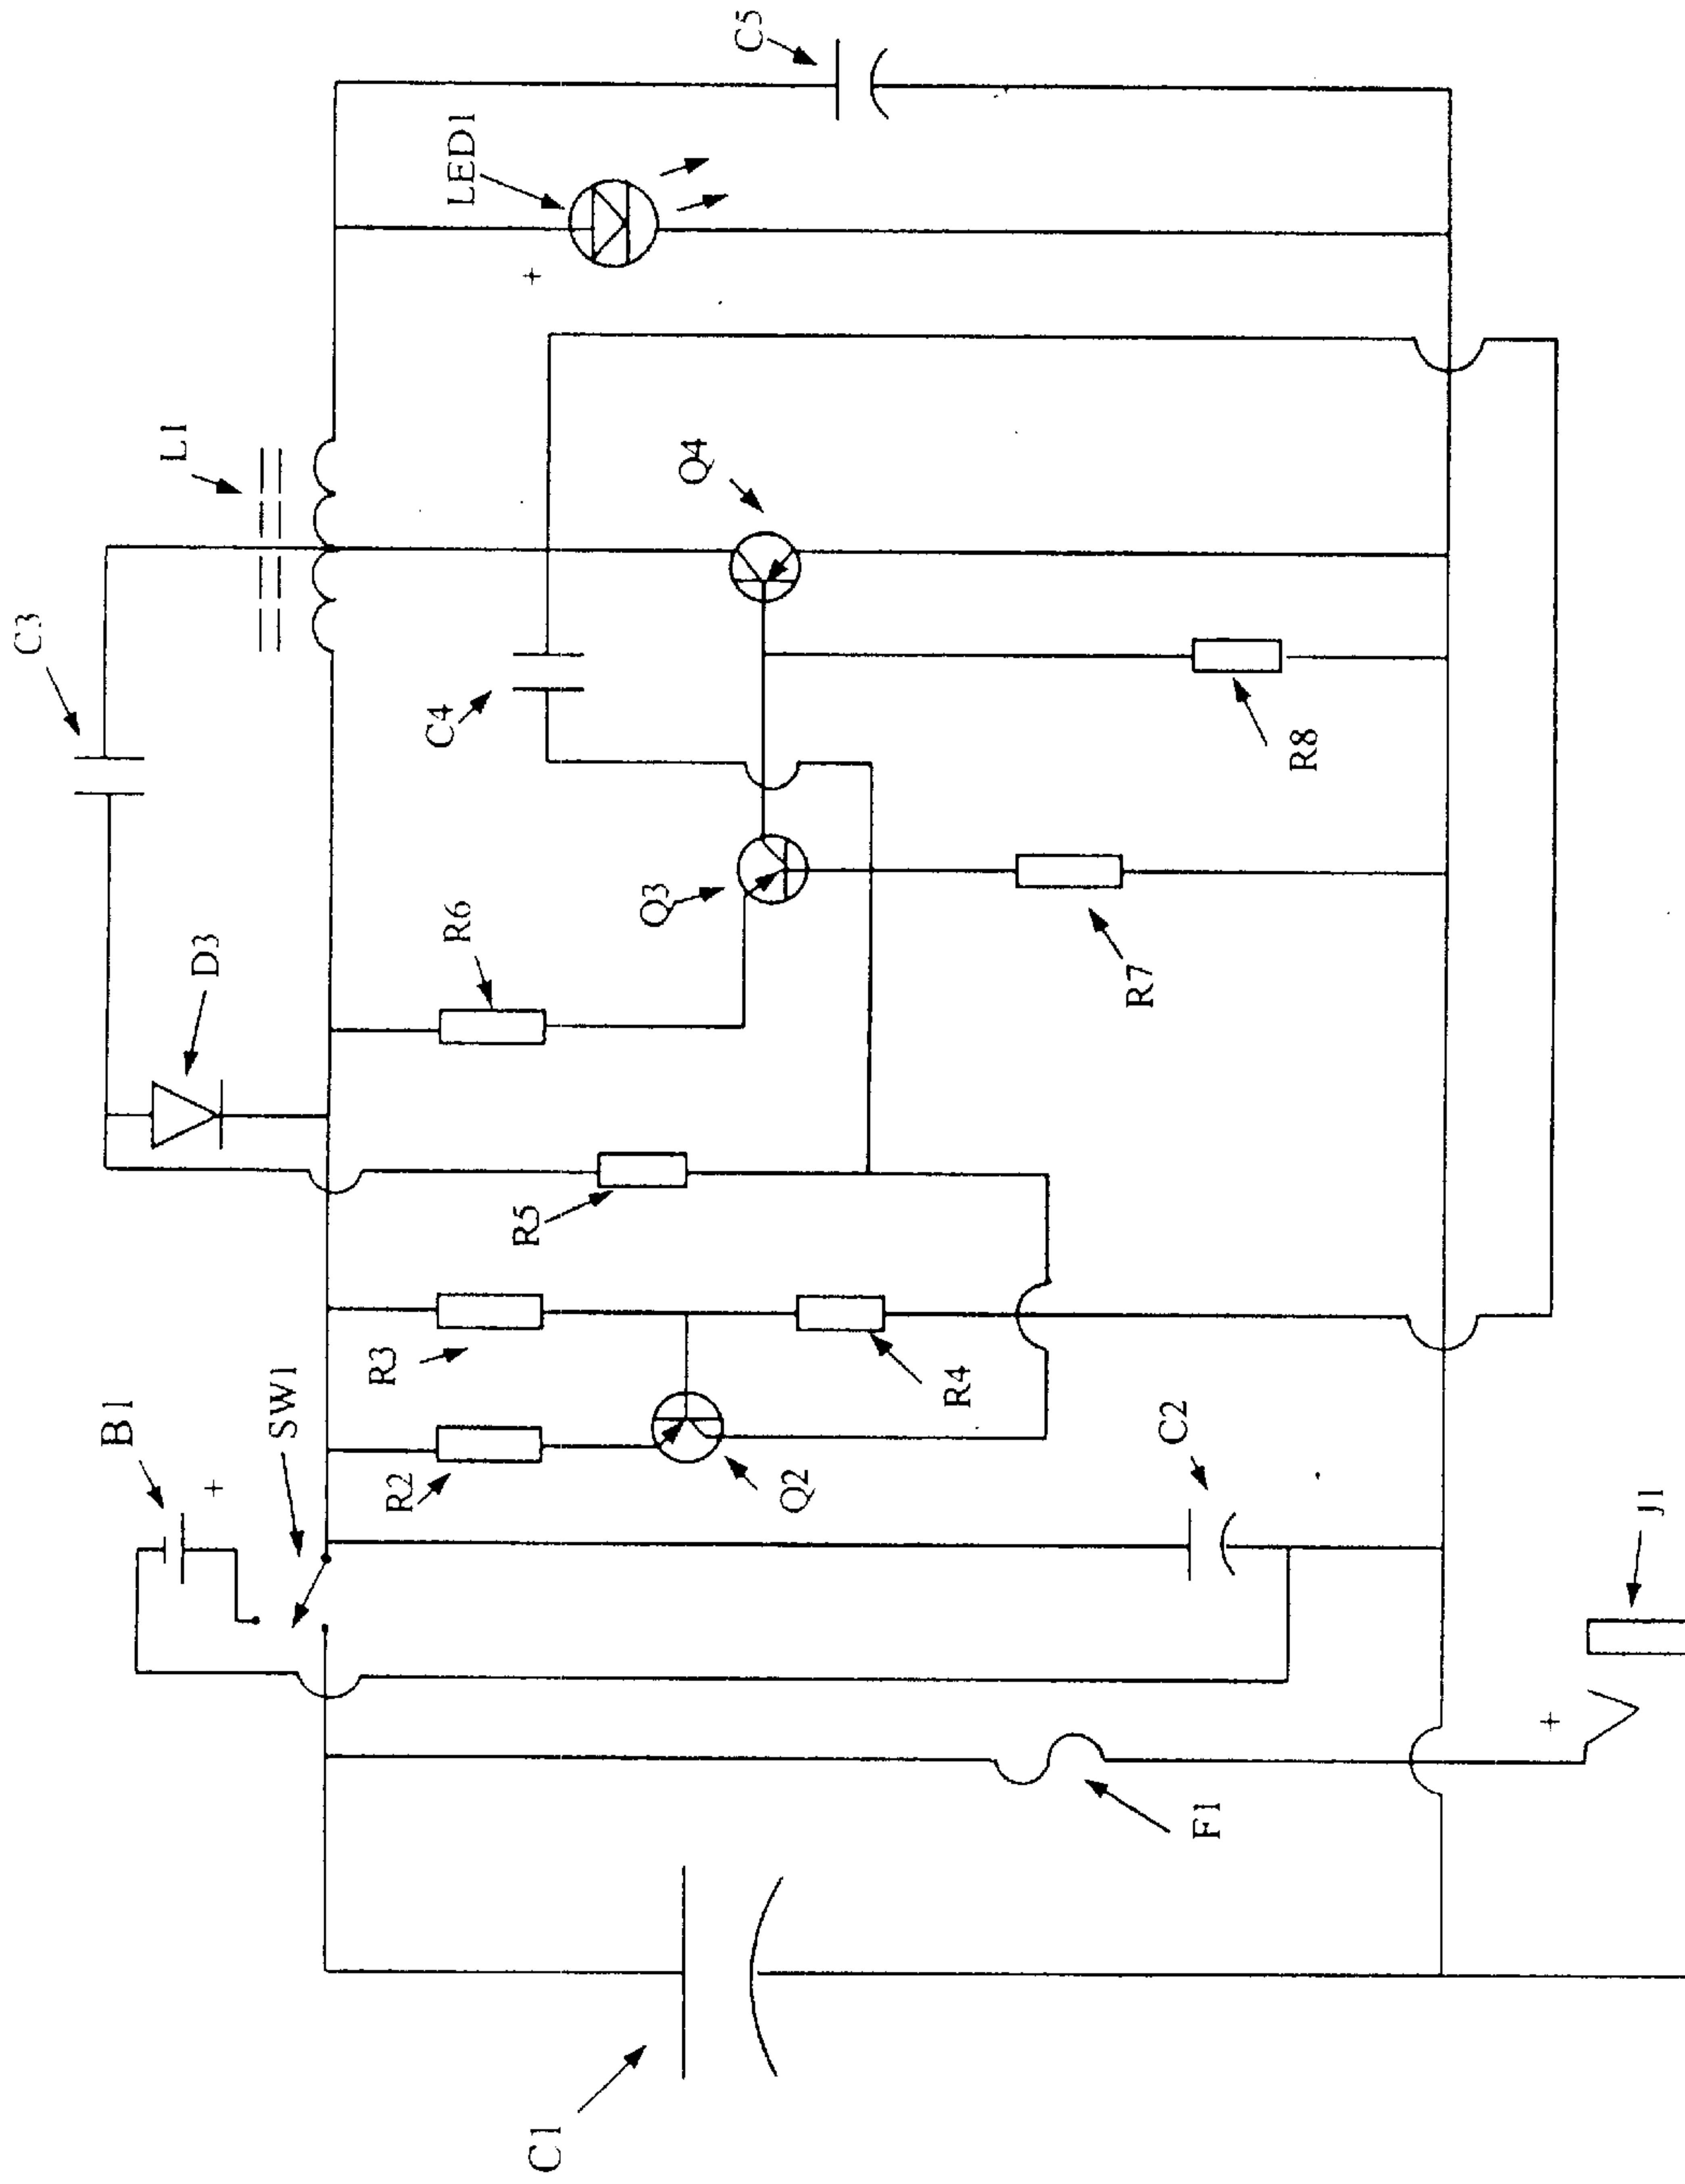 C1
F1
J1
B1
+
SW1
R2
Q2
C2
R3
R4
R5
D3
R6
Q3
R7
C3
C4
R8
L1
Q4
+
LED1
C5
+